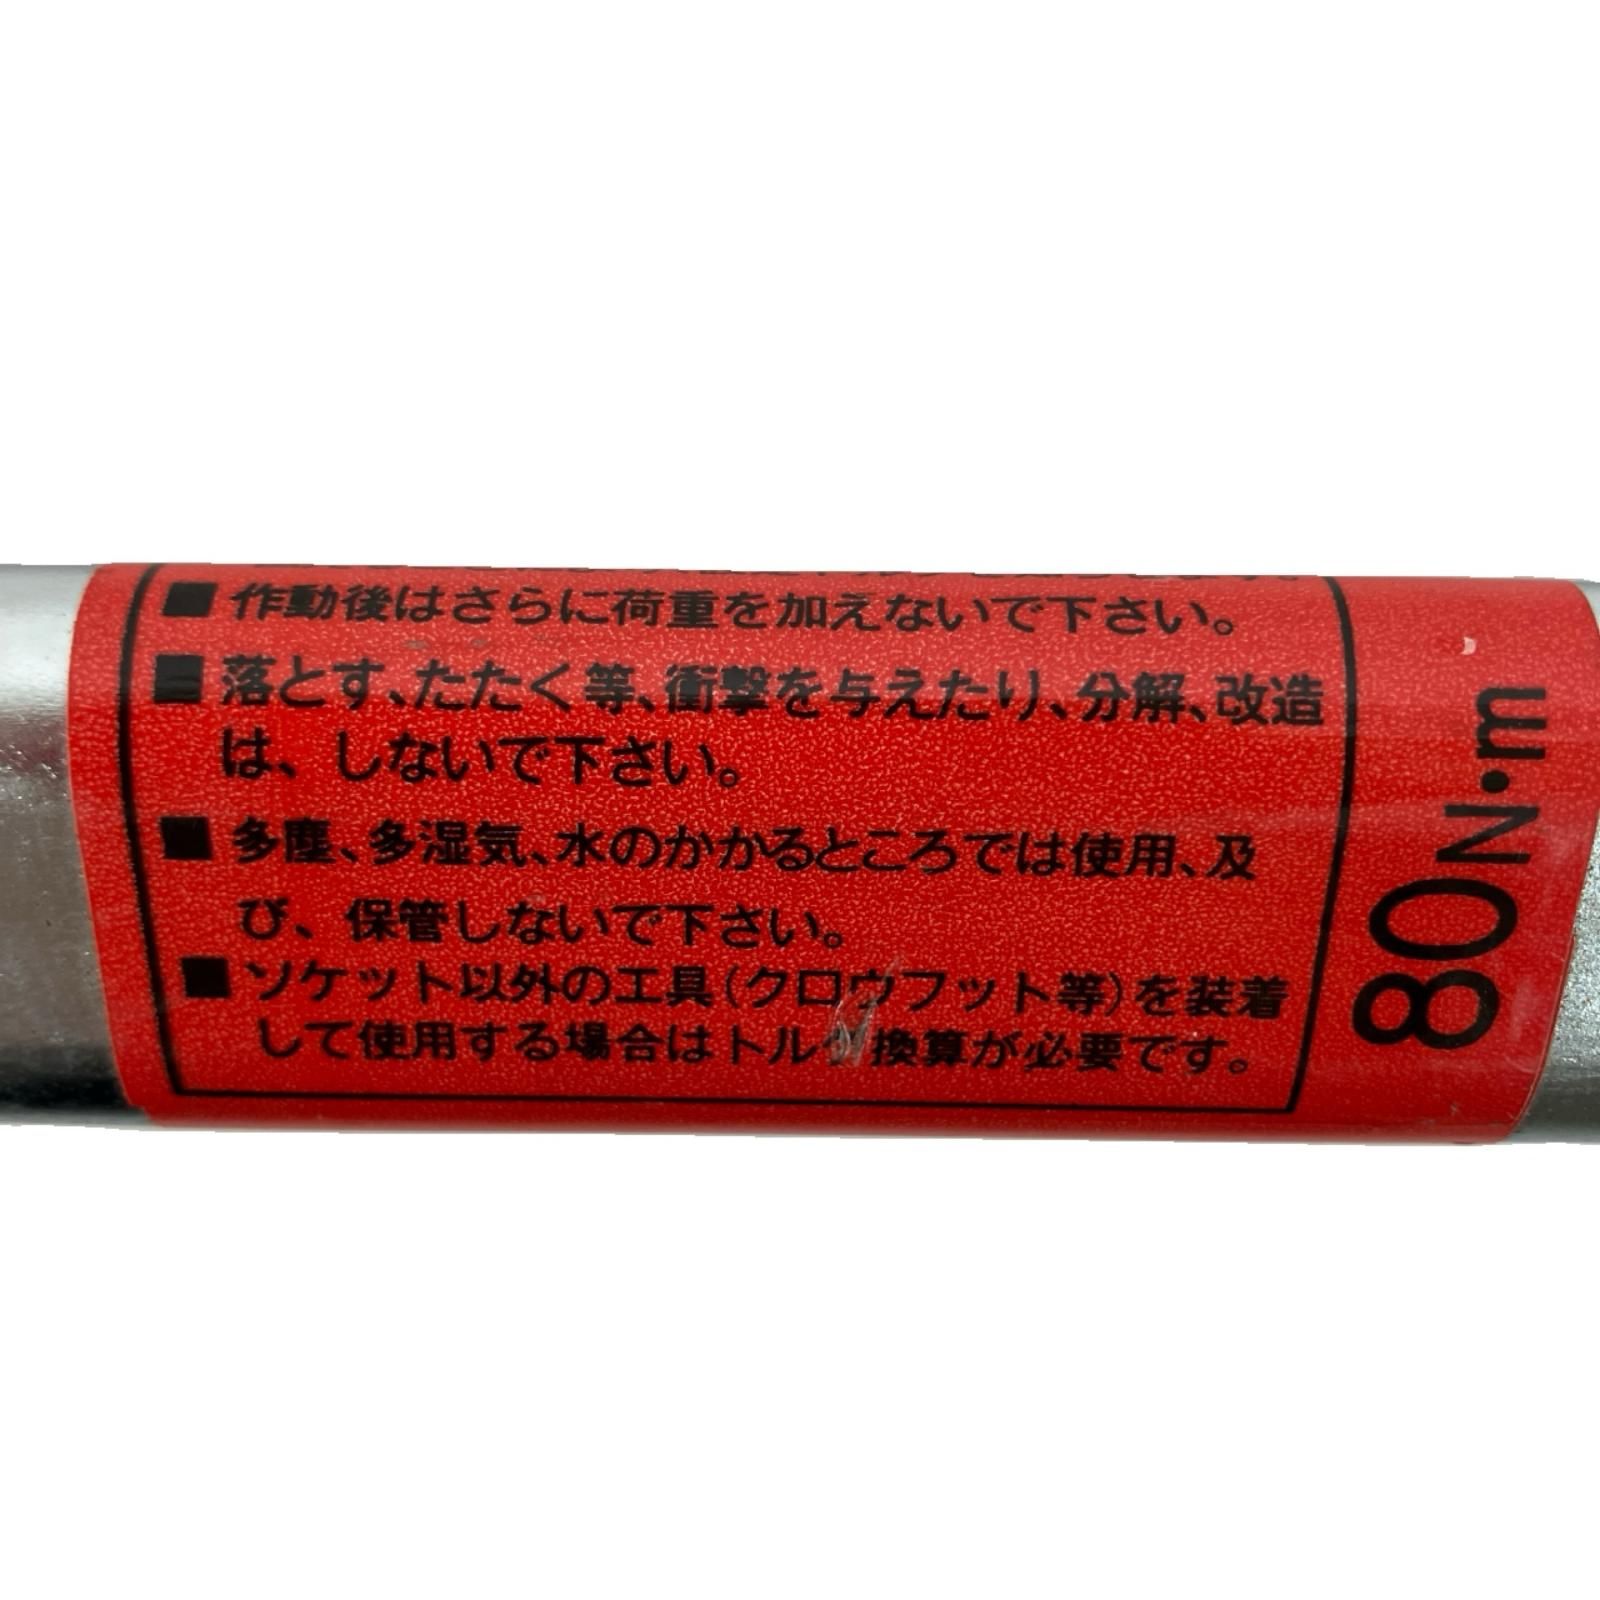 ■ 作動後はさらに荷重を加えないで下さい。
■ 落とす、たたく等、衝撃を与えたり、分解、改造
は、しないで下さい。
■ 多塵、多湿気、水のかかるところでは使用、及
び、保管しないで下さい。
■ ソケット以外の工具(クロウフット等)を装着
して使用する場合はトルク換算が必要です。
80N·m